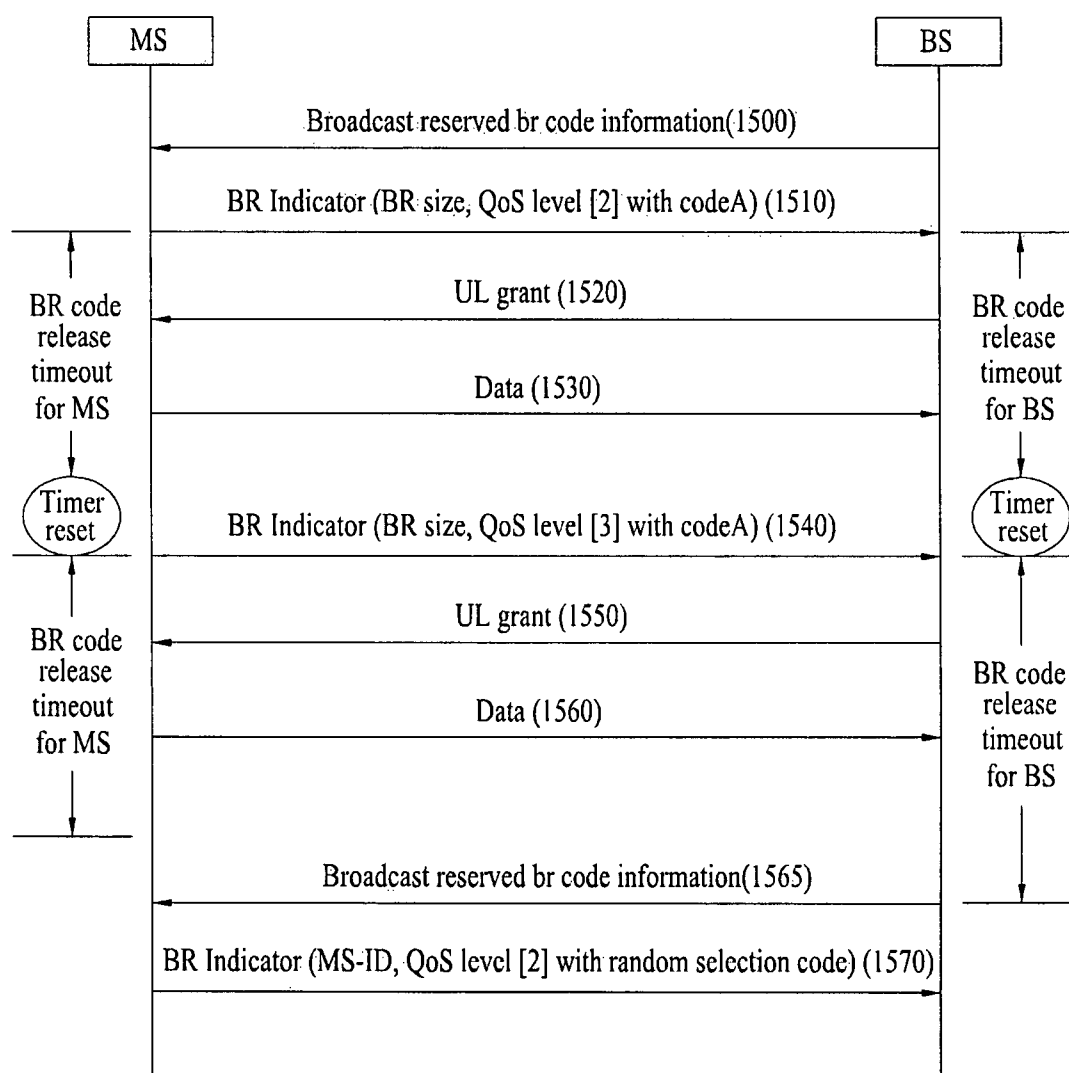 MS
BS
Broadcast reserved br code information(1500)
BR Indicator (BR size, QoS level [2] with codeA) (1510)
BR code
release
timeout
for MS
UL grant (1520)
BR code
release
timeout
for BS
Data (1530)
Timer
reset
BR Indicator (BR size, QoS level [3] with codeA) (1540)
Timer
reset
BR code
release
timeout
for MS
UL grant (1550)
Data (1560)
BR code
release
timeout
for BS
Broadcast reserved br code information(1565)
BR Indicator (MS-ID, QoS level [2] with random selection code) (1570)